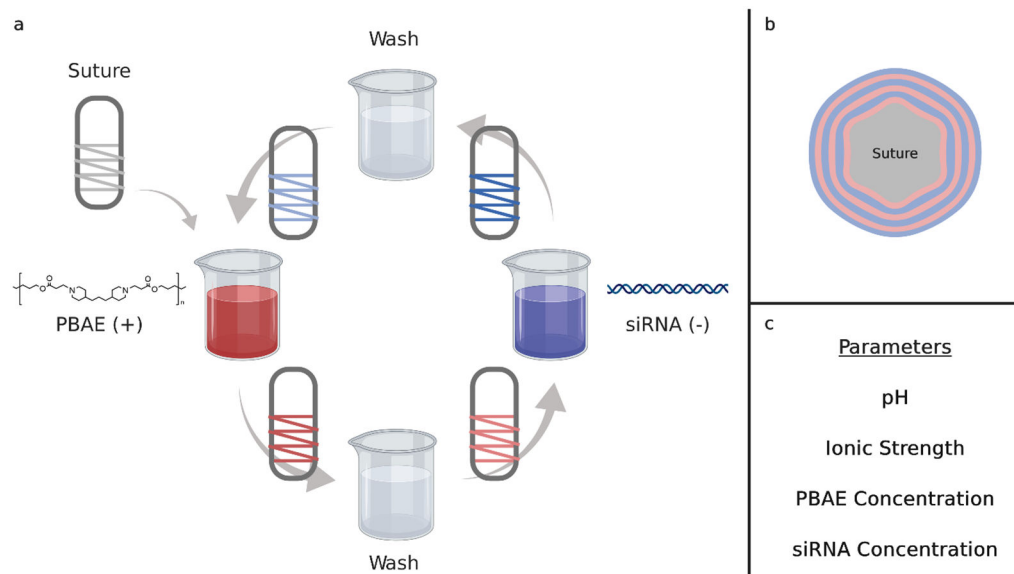 a
Suture
Wash
O
O
N
N
O
O
n
PBAE (+)
siRNA (-)
Wash
b
Suture
c
Parameters
pH
Ionic Strength
PBAE Concentration
siRNA Concentration